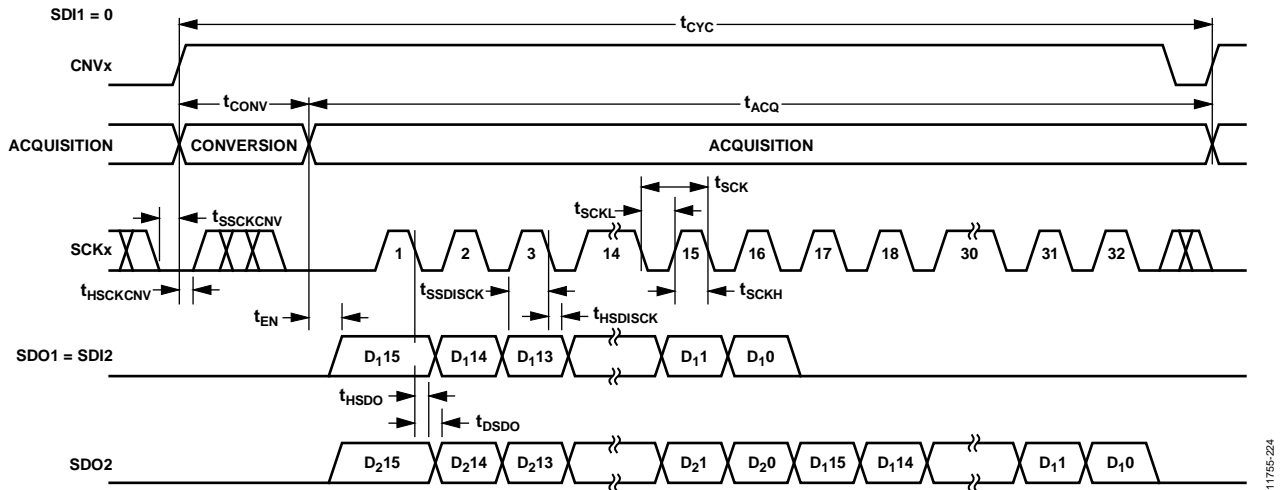 SDI1 = 0
tCYC
CNVx
tCONV
tACQ
ACQUISITION CONVERSION ACQUISITION
tSCK
tSCKL
tSSCKCNV
SCKx 1 2 3 14 15 16 17 18 30 31 32
tHSCKCNV
tSSDISCK
tSCKH
tEN
tHSDISCK
SDO1 = SDI2 D115 D114 D113 D11 D10
tHSDO
tDSDO
SDO2 D215 D214 D213 D21 D20 D115 D114 D11 D10
11755-224